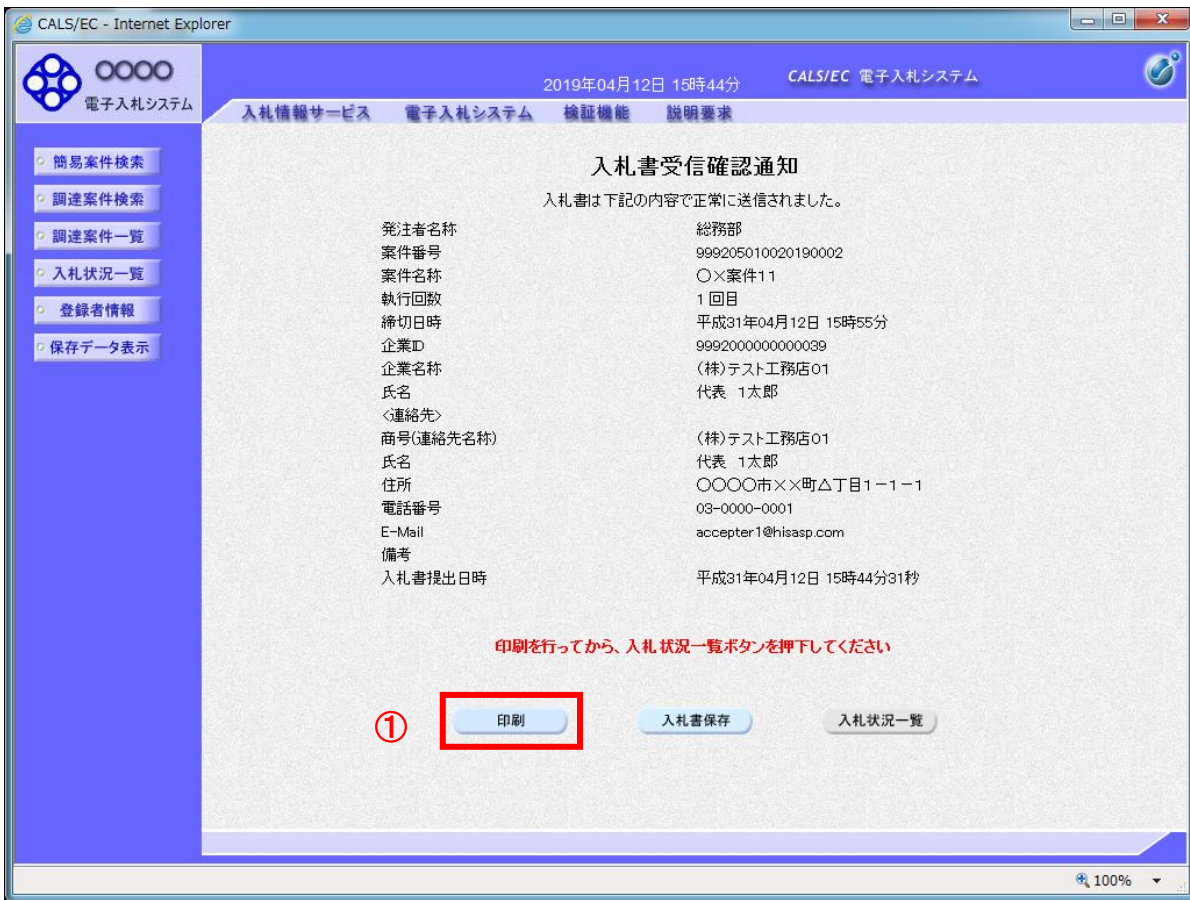 CALS/EC - Internet Explorer
〇〇〇〇
電子入札システム
2019年04月12日 15時44分
CALS/EC 電子入札システム
入札情報サービス 電子入札システム 検証機能 説明要求
簡易案件検索
調達案件検索
調達案件一覧
入札状況一覧
登録者情報
保存データ表示
入札書受信確認通知
入札書は下記の内容で正常に送信されました。
発注者名称 総務部
案件番号 999205010020190002
案件名称 〇×案件11
執行回数 1回目
締切日時 平成31年04月12日 15時55分
企業ID 9992000000000039
企業名称 (株)テスト工務店01
氏名 代表 1太郎
<連絡先>
商号(連絡先名称) (株)テスト工務店01
氏名 代表 1太郎
住所 〇〇〇〇市××町△丁目1-1-1
電話番号 03-0000-0001
E-Mail accepter1@hisasp.com
備考
入札書提出日時 平成31年04月12日 15時44分31秒
印刷を行ってから、入札状況一覧ボタンを押下してください
① 印刷 入札書保存 入札状況一覧
100%